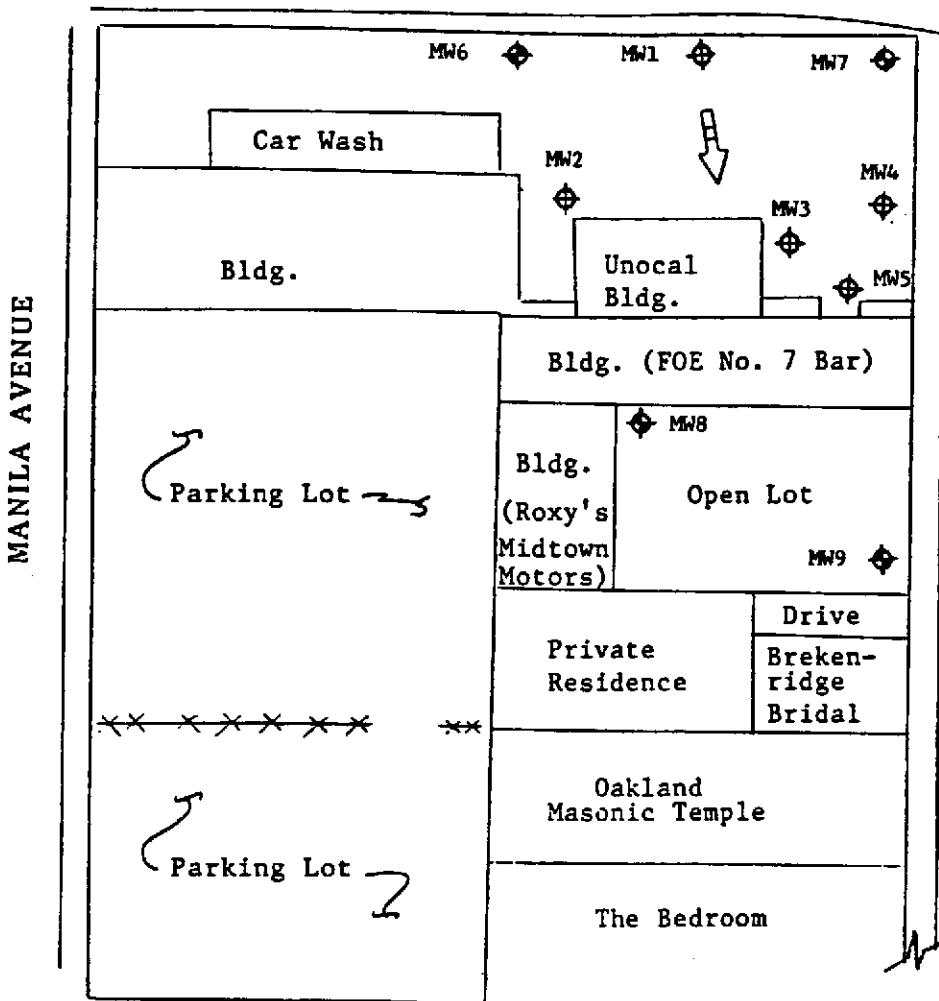 MW6
MW1
MW7
Car Wash
MW2
MW4
MW3
Bldg.
Unocal
Bldg.
MW5
MANILA AVENUE
Bldg. (FOE No. 7 Bar)
MW8
Bldg.
(Roxy's
Midtown
Motors)
Parking Lot
Open Lot
MW9
Drive
Private
Residence
Breken-
ridge
Bridal
Oakland
Masonic Temple
Parking Lot
The Bedroom